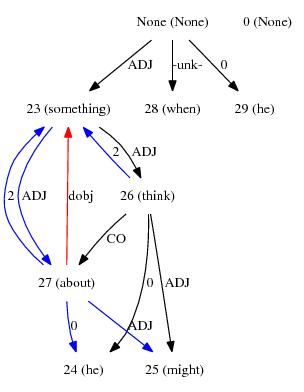 None (None) 0 (None)
ADJ -unk- 0
23 (something) 28 (when) 29 (he)
2 ADJ dobj 2 ADJ
26 (think)
CO
27 (about) 0 ADJ
0 ADJ
24 (he) 25 (might)